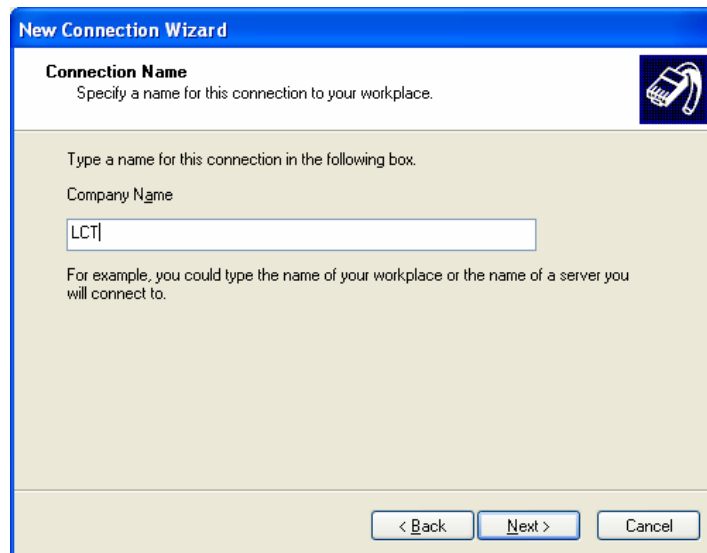 New Connection Wizard
Connection Name
Specify a name for this connection to your workplace.
Type a name for this connection in the following box.
Company Name
LCT
For example, you could type the name of your workplace or the name of a server you
will connect to.
< Back
Next >
Cancel